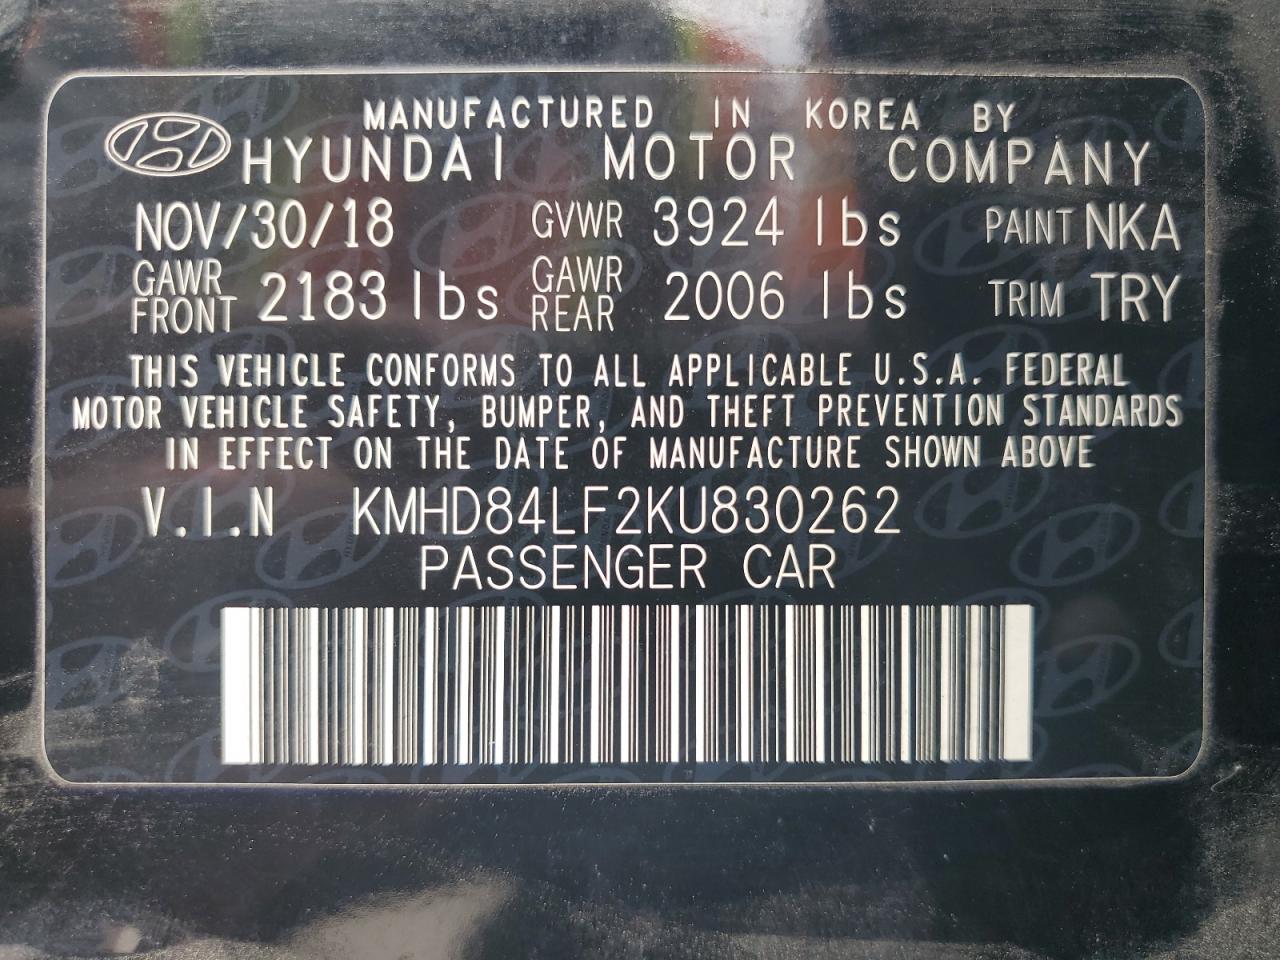 MANUFACTURED IN KOREA BY
HYUNDAI MOTOR COMPANY
NOV/30/18 GVWR 3924 lbs PAINT NKA
GAWR FRONT 2183 lbs GAWR REAR 2006 lbs TRIM TRY
THIS VEHICLE CONFORMS TO ALL APPLICABLE U.S.A. FEDERAL
MOTOR VEHICLE SAFETY, BUMPER, AND THEFT PREVENTION STANDARDS
IN EFFECT ON THE DATE OF MANUFACTURE SHOWN ABOVE
V.I.N KMHD84LF2KU830262
PASSENGER CAR